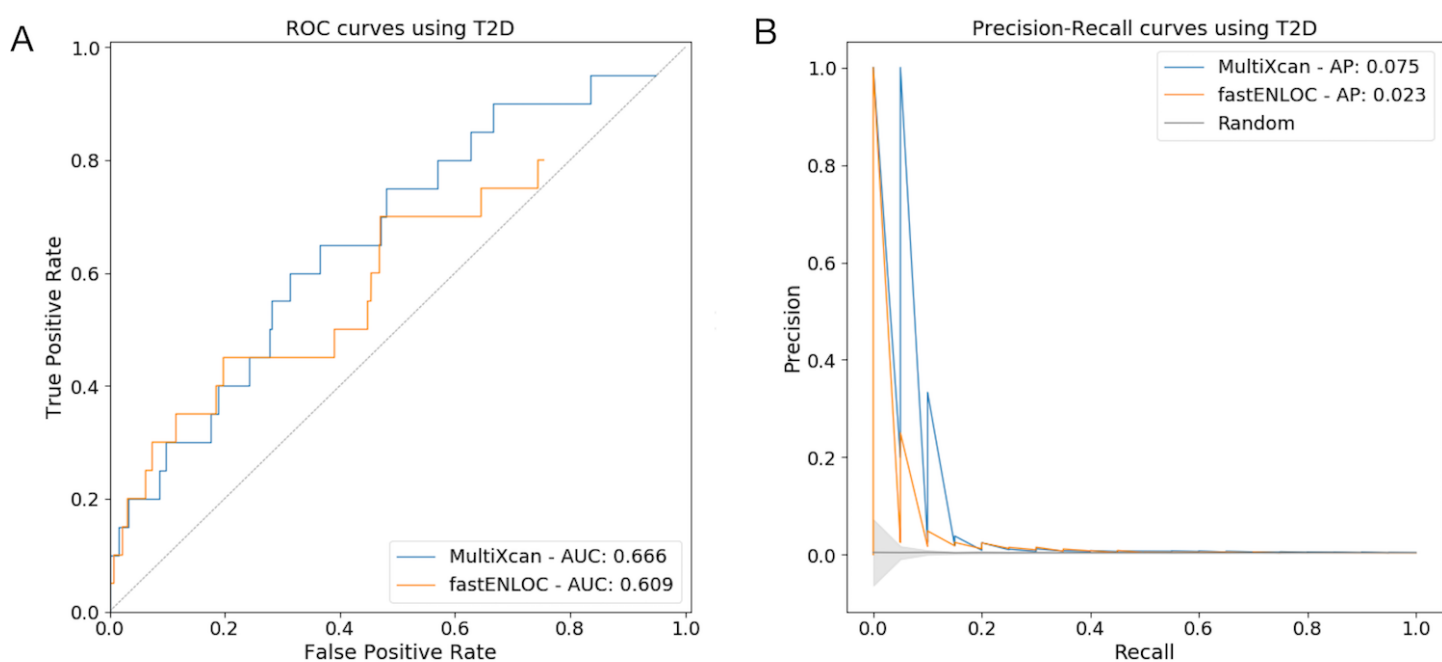 A
ROC curves using T2D
1.0
0.8
0.6
0.4
0.2
0.0
True Positive Rate
MultiXcan - AUC: 0.666
fastENLOC - AUC: 0.609
0.0 0.2 0.4 0.6 0.8 1.0
False Positive Rate
B
Precision-Recall curves using T2D
1.0
0.8
0.6
0.4
0.2
0.0
Precision
MultiXcan - AP: 0.075
fastENLOC - AP: 0.023
Random
0.0 0.2 0.4 0.6 0.8 1.0
Recall